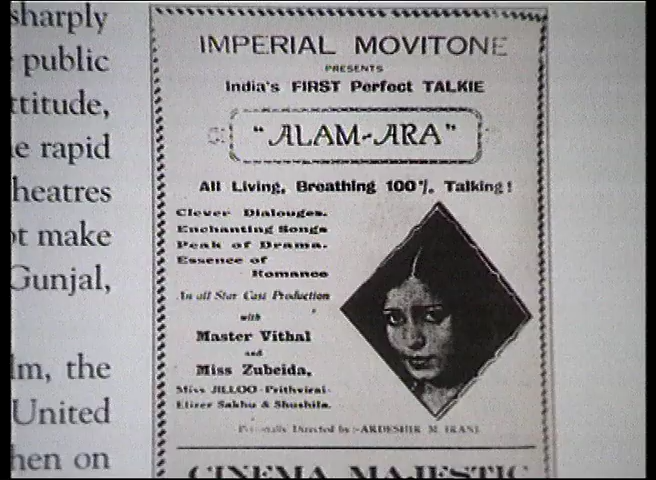 sharply
public
ttitude,
e rapid
heatres
ot make
Gunjal,
lm, the
United
hen on
IMPERIAL MOVITONE
PRESENTS
India's FIRST Perfect TALKIE
"ALAM-ARA"
All Living, Breathing 100% Talking!
Clever Dialouges.
Enchanting Songs
Peak of Drama.
Essence of
Romance
An all Star Cast Production
with
Master Vithal
and
Miss Zubeida,
Miss JILLOO-Prithviraj-
Elizer Sakhu & Shushila.
Personally Directed by :-ARDESHIR M. IRANI
CINEMA MAJESTIC